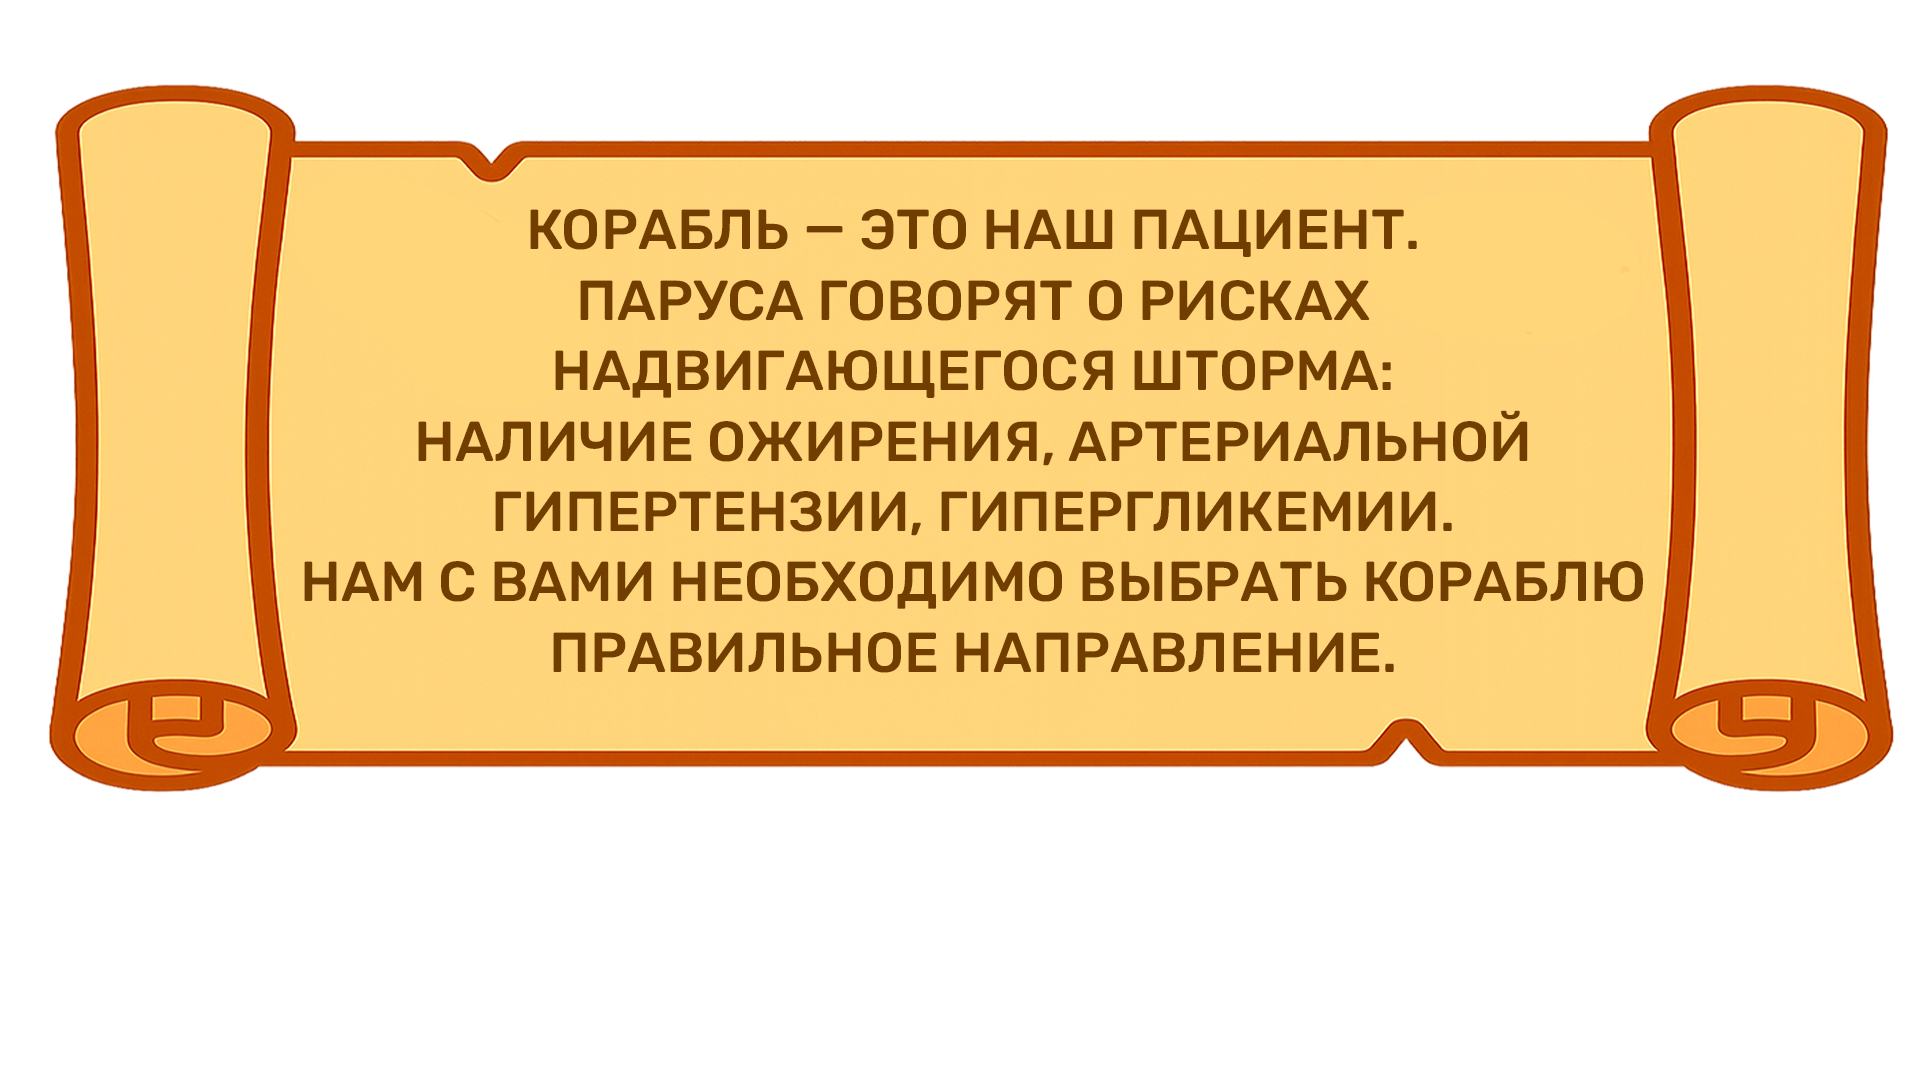 КОРАБЛЬ — ЭТО НАШ ПАЦИЕНТ.
ПАРУСА ГОВОРЯТ О РИСКАХ
НАДВИГАЮЩЕГОСЯ ШТОРМА:
НАЛИЧИЕ ОЖИРЕНИЯ, АРТЕРИАЛЬНОЙ
ГИПЕРТЕНЗИИ, ГИПЕРГЛИКЕМИИ.
НАМ С ВАМИ НЕОБХОДИМО ВЫБРАТЬ КОРАБЛЮ
ПРАВИЛЬНОЕ НАПРАВЛЕНИЕ.